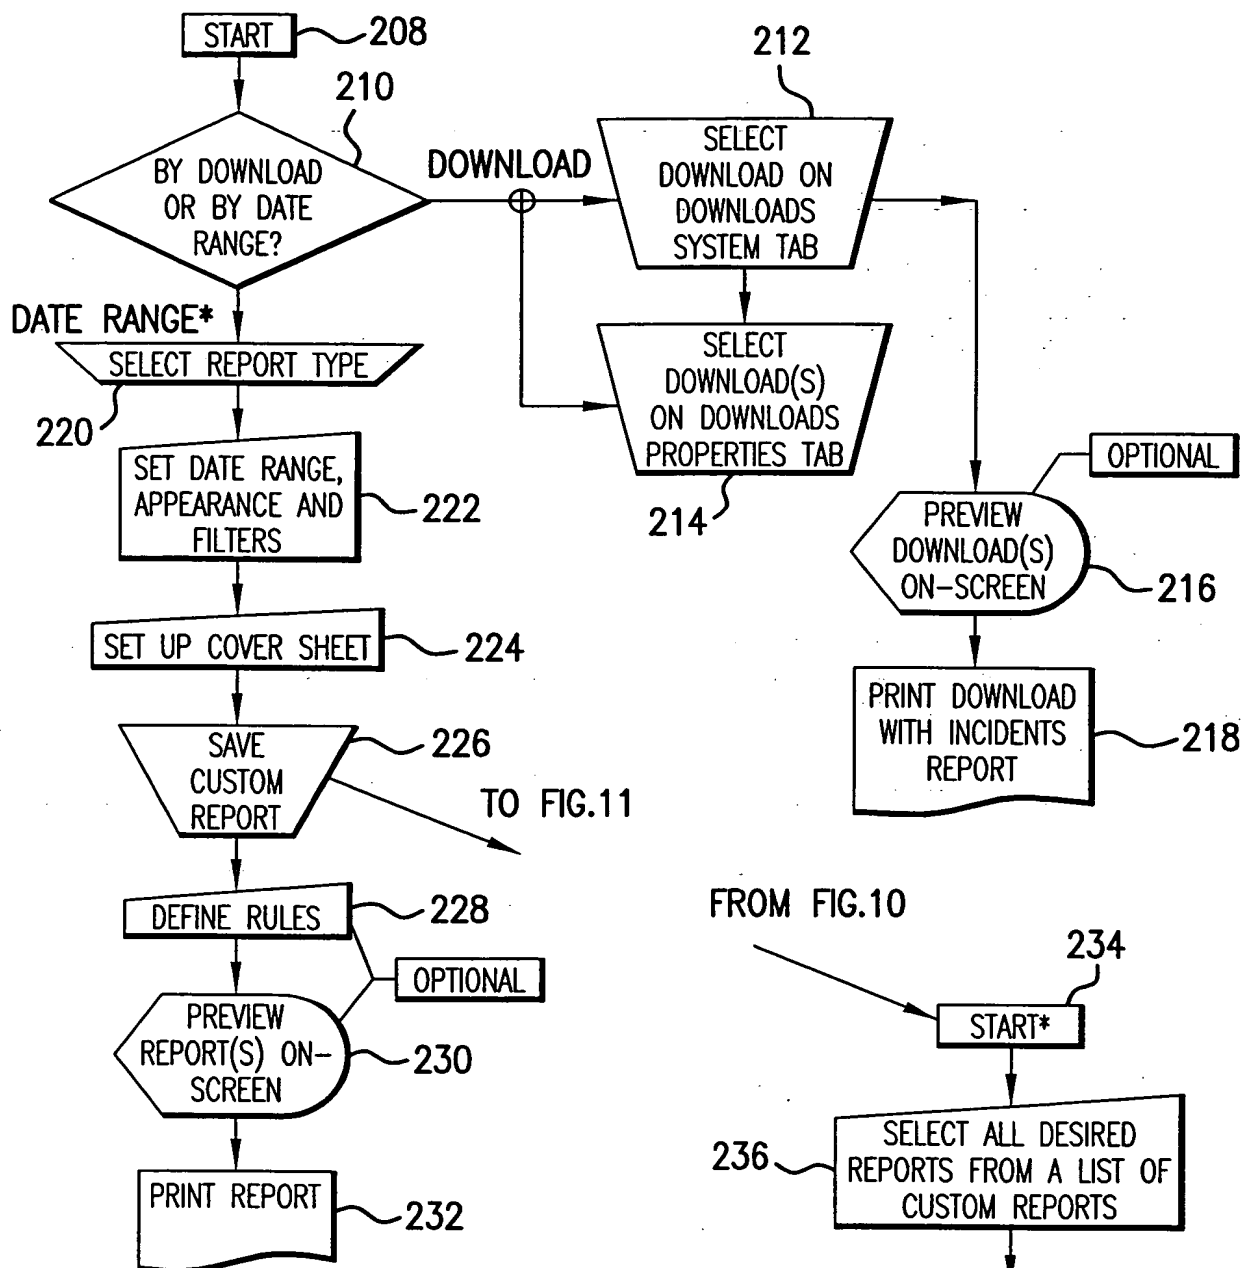 START
208
210
BY DOWNLOAD
OR BY DATE
RANGE?
DOWNLOAD
212
SELECT
DOWNLOAD ON
DOWNLOADS
SYSTEM TAB
SELECT
DOWNLOAD(S)
ON DOWNLOADS
PROPERTIES TAB
214
DATE RANGE*
SELECT REPORT TYPE
220
SET DATE RANGE,
APPEARANCE AND
FILTERS
222
SET UP COVER SHEET
224
SAVE
CUSTOM
REPORT
226
TO FIG.11
DEFINE RULES
228
OPTIONAL
PREVIEW
REPORT(S) ON-
SCREEN
230
PRINT REPORT
232
OPTIONAL
PREVIEW
DOWNLOAD(S)
ON-SCREEN
216
PRINT DOWNLOAD
WITH INCIDENTS
REPORT
218
FROM FIG.10
234
START*
236
SELECT ALL DESIRED
REPORTS FROM A LIST OF
CUSTOM REPORTS